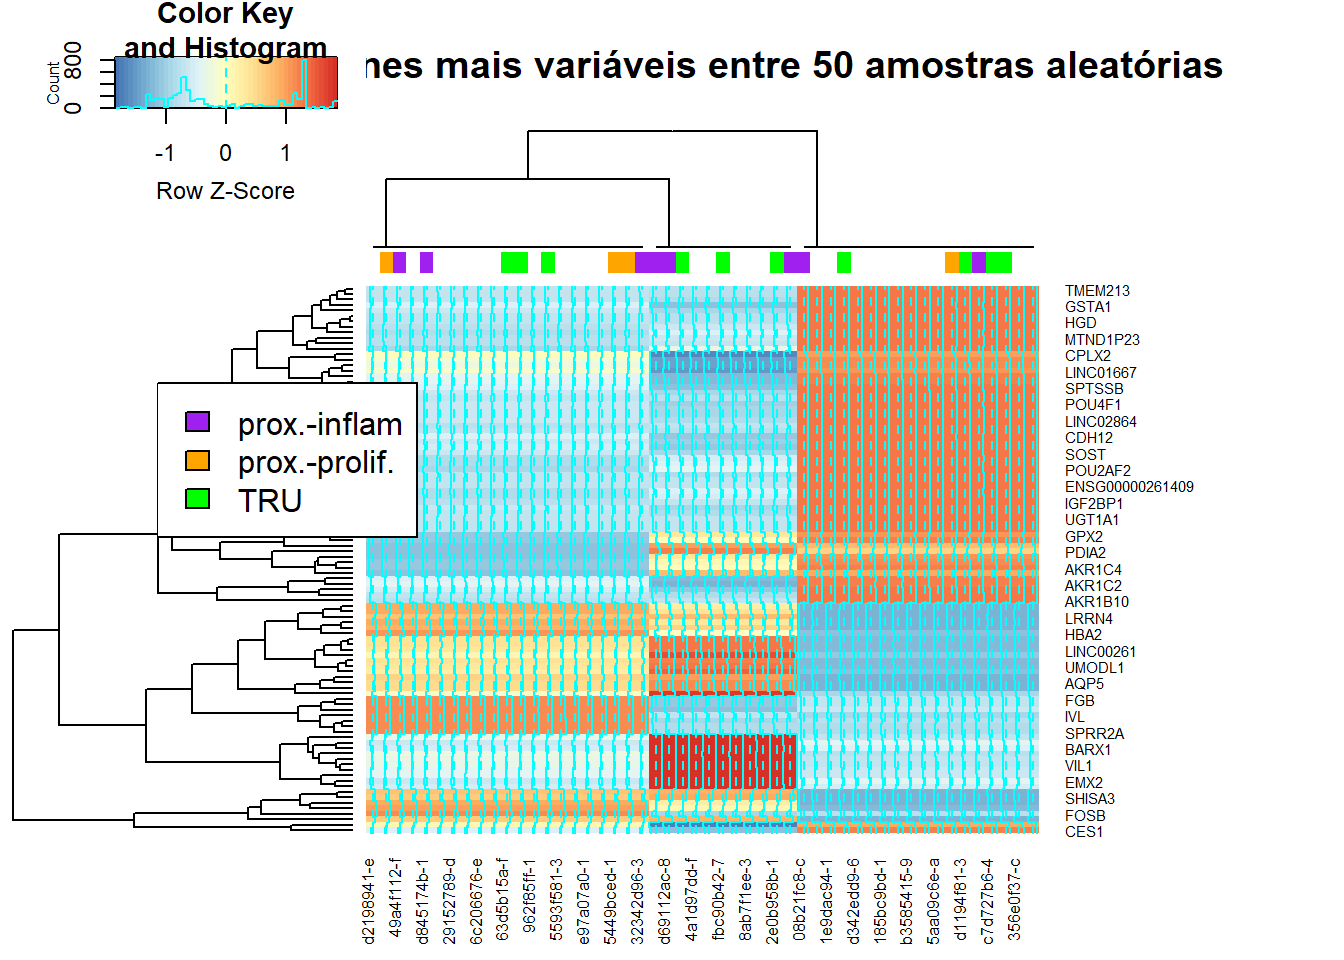 Color Key
and Histogram
nes mais variáveis entre 50 amostras aleatórias
Count
0
800
-1 0 1
Row Z-Score
prox.-inflam
prox.-prolif.
TRU
TMEM213
GSTA1
HGD
MTND1P23
CPLX2
LINC01667
SPTSSB
POU4F1
LINC02864
CDH12
SOST
POU2AF2
ENSG00000261409
IGF2BP1
UGT1A1
GPX2
PDIA2
AKR1C4
AKR1C2
AKR1B10
LRRN4
HBA2
LINC00261
UMODL1
AQP5
FGB
IVL
SPRR2A
BARX1
VIL1
EMX2
SHISA3
FOSB
CES1
d2198941-e
49a4f112-f
d845174b-1
29152789-d
6c206676-e
63d5b15a-f
962f85ff-1
5593f581-3
e97a07a0-1
5449bced-1
32342d96-3
d69112ac-8
4a1d97dd-f
fbc90b42-7
8ab7f1ee-3
2e0b958b-1
08b21fc8-c
1e9dac94-1
d342edd9-6
185bc9bd-1
b3585415-9
5aa09c6e-a
d1194f81-3
c7d727b6-4
356e0f37-c